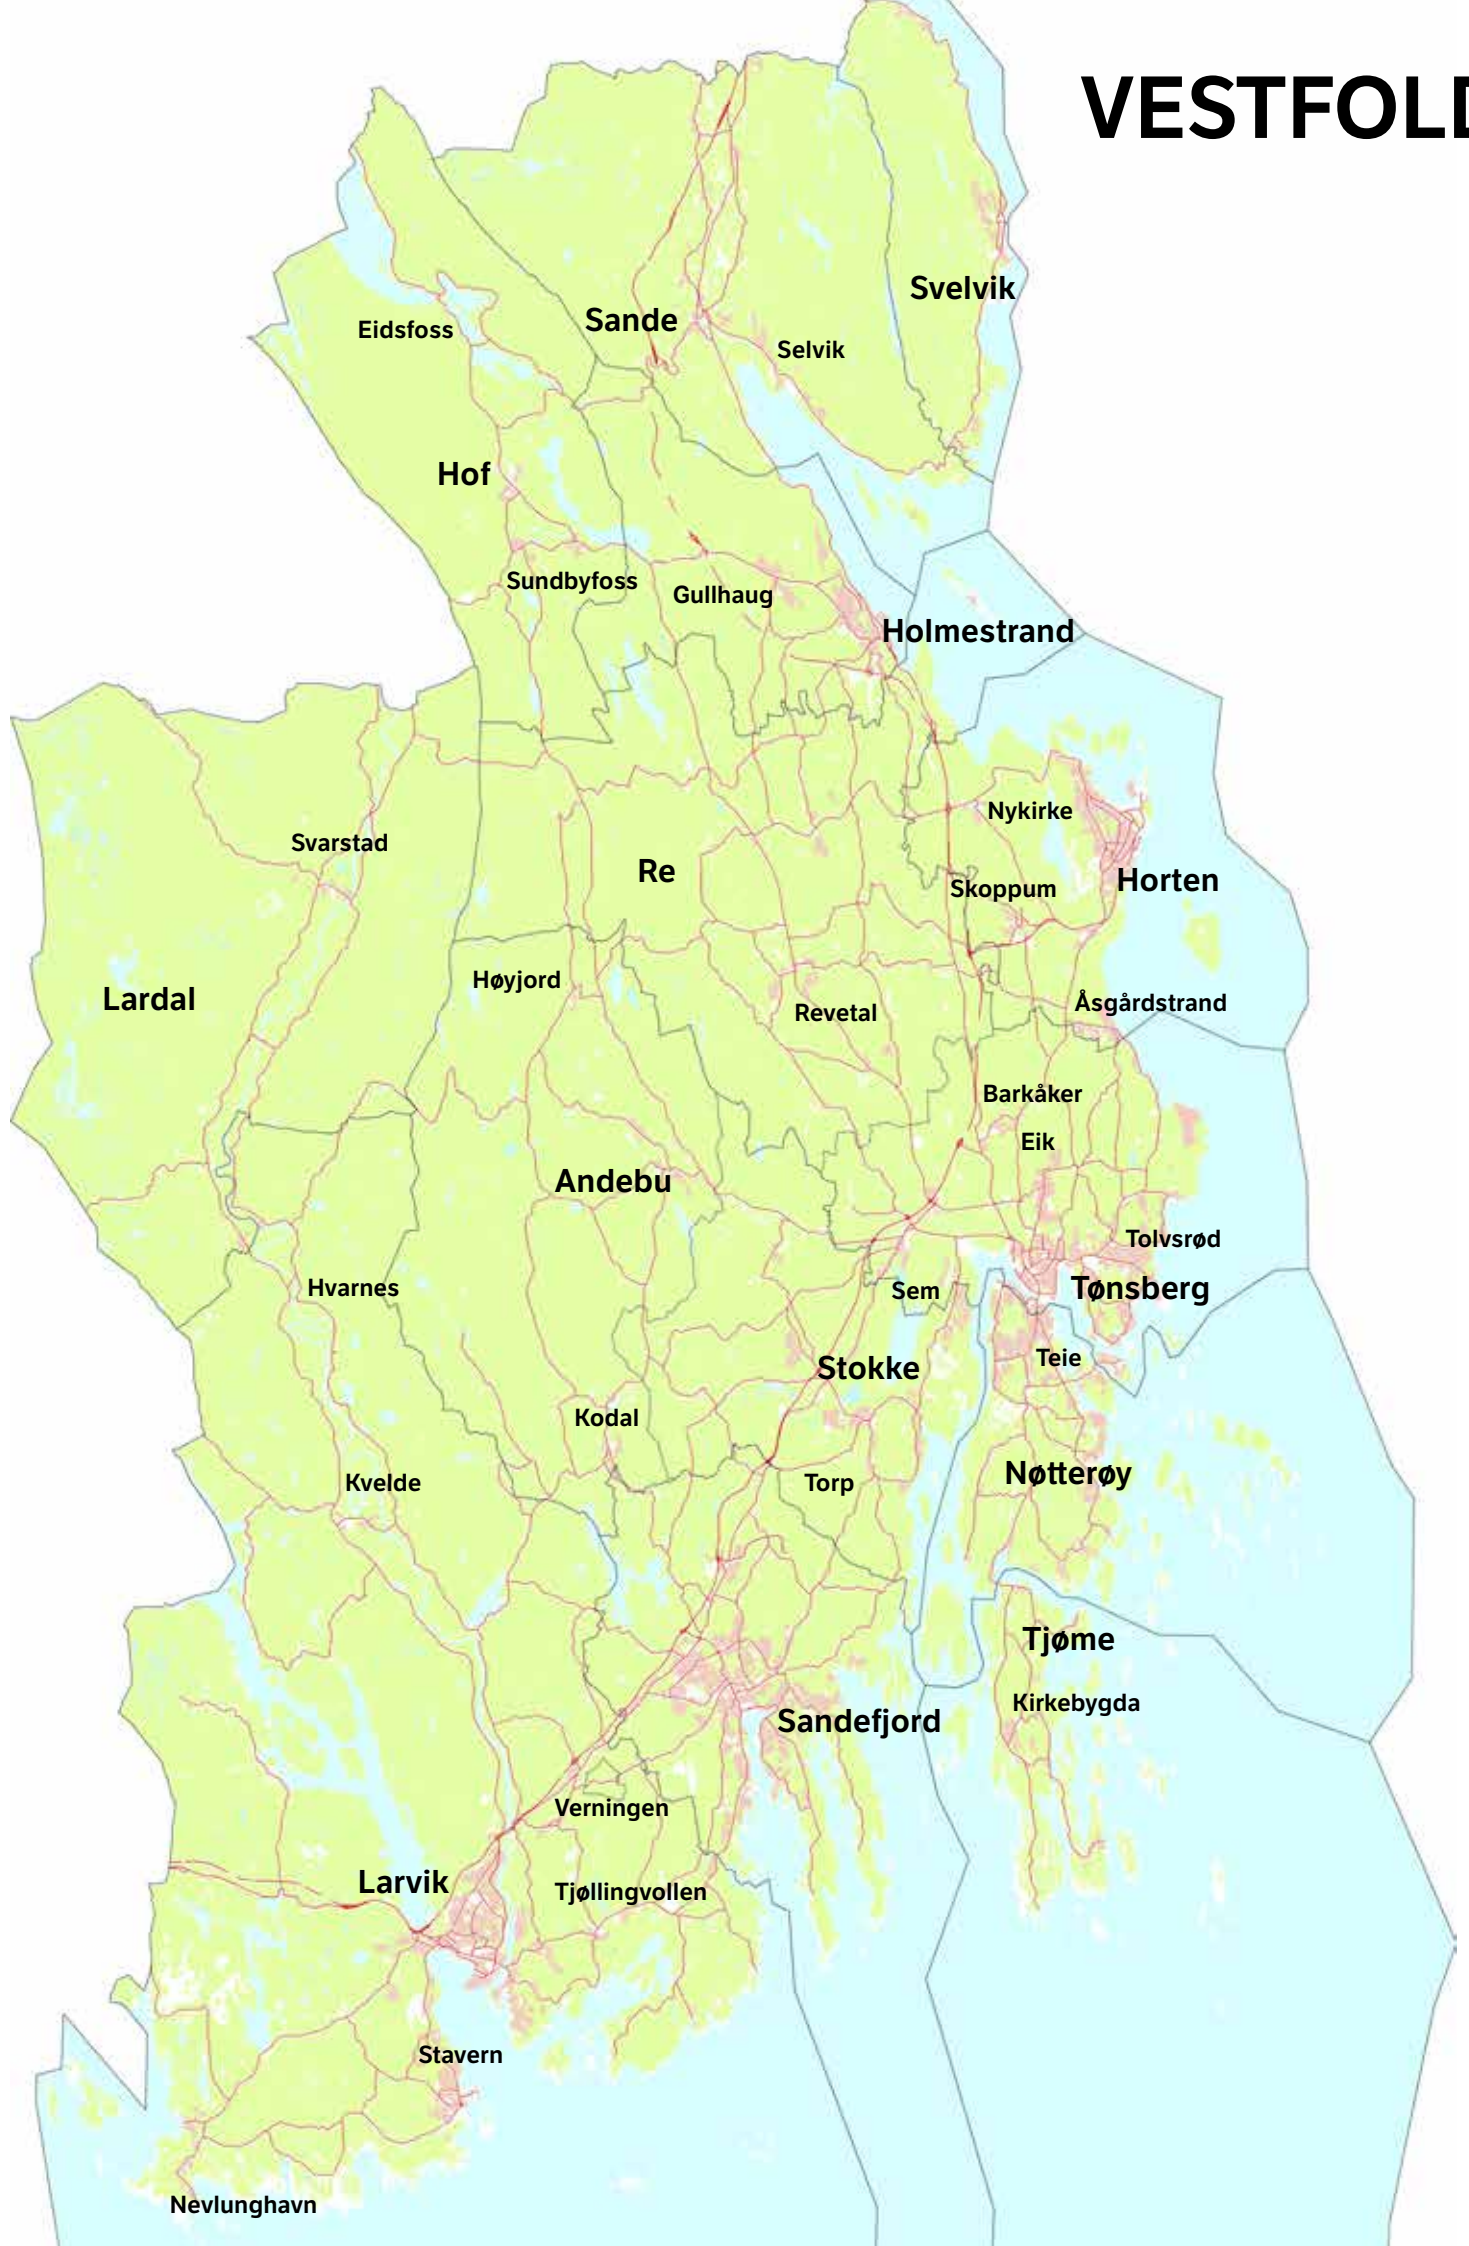 VESTFOLD
Svelvik
Sande
Eidsfoss
Selvik
Hof
Sundbyfoss
Gullhaug
Holmestrand
Nykirke
Svarstad
Re
Horten
Skoppum
Høyjord
Lardal
Åsgårdstrand
Revetal
Barkåker
Eik
Andebu
Tolvsrød
Hvarnes
Sem
Tønsberg
Teie
Stokke
Kodal
Nøtterøy
Kvelde
Torp
Tjøme
Kirkebygda
Sandefjord
Verningen
Larvik
Tjøllingvollen
Stavern
Nevlunghavn